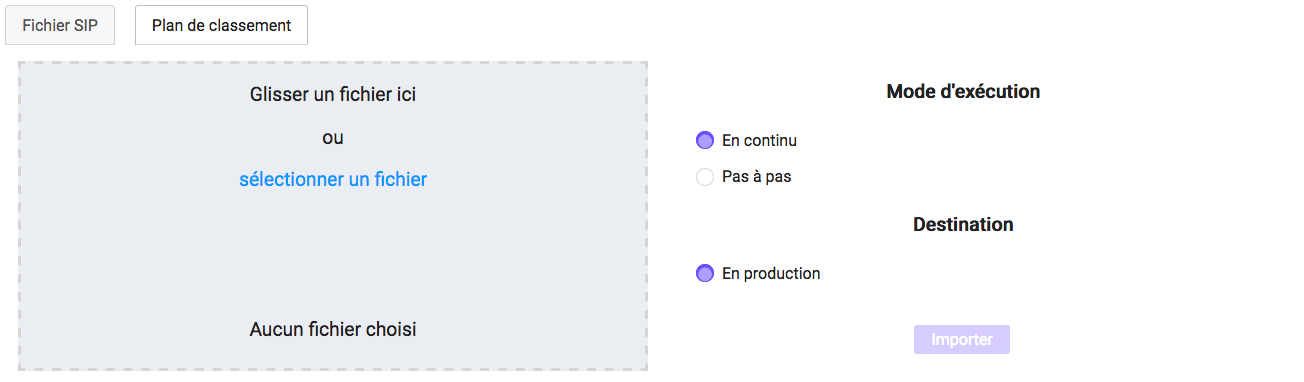 Fichier SIP
Plan de classement
Glisser un fichier ici
ou
sélectionner un fichier
Aucun fichier choisi
Mode d'exécution
En continu
Pas à pas
Destination
En production
Importer